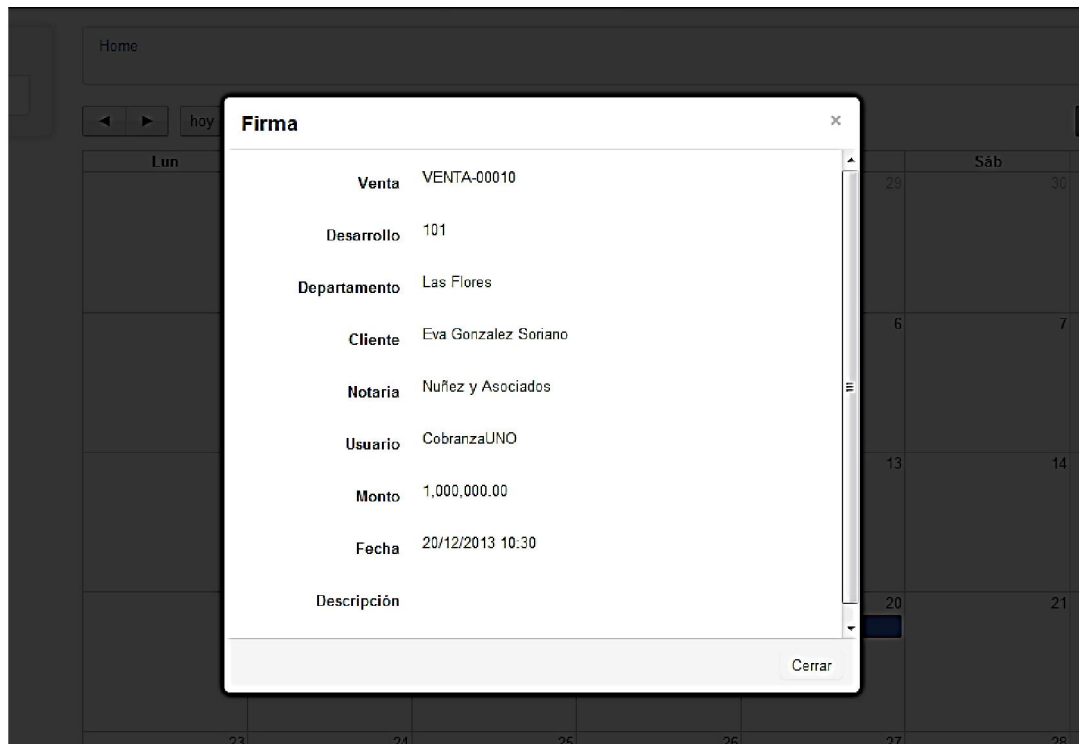 Home
hoy
Firma
×
Lun
Sáb
29
30
Venta VENTA-00010
Desarrollo 101
Departamento Las Flores
Cliente Eva Gonzalez Soriano
6
7
Notaria Nuñez y Asociados
Usuario CobranzaUNO
13
14
Monto 1,000,000.00
Fecha 20/12/2013 10:30
Descripción
20
21
Cerrar
23
24
25
26
27
28